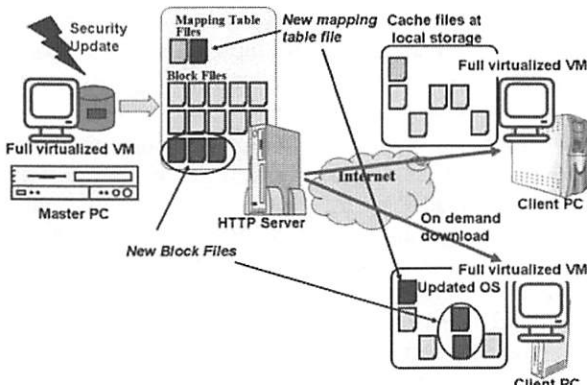 Security
Update
Mapping Table
Files
Block Files
New mapping
table file
Cache files at
local storage
Full virtualized VM
Full virtualized VM
Master PC
HTTP Server
Internet
Client PC
On demand
download
New Block Files
Full virtualized VM
Updated OS
Client PC